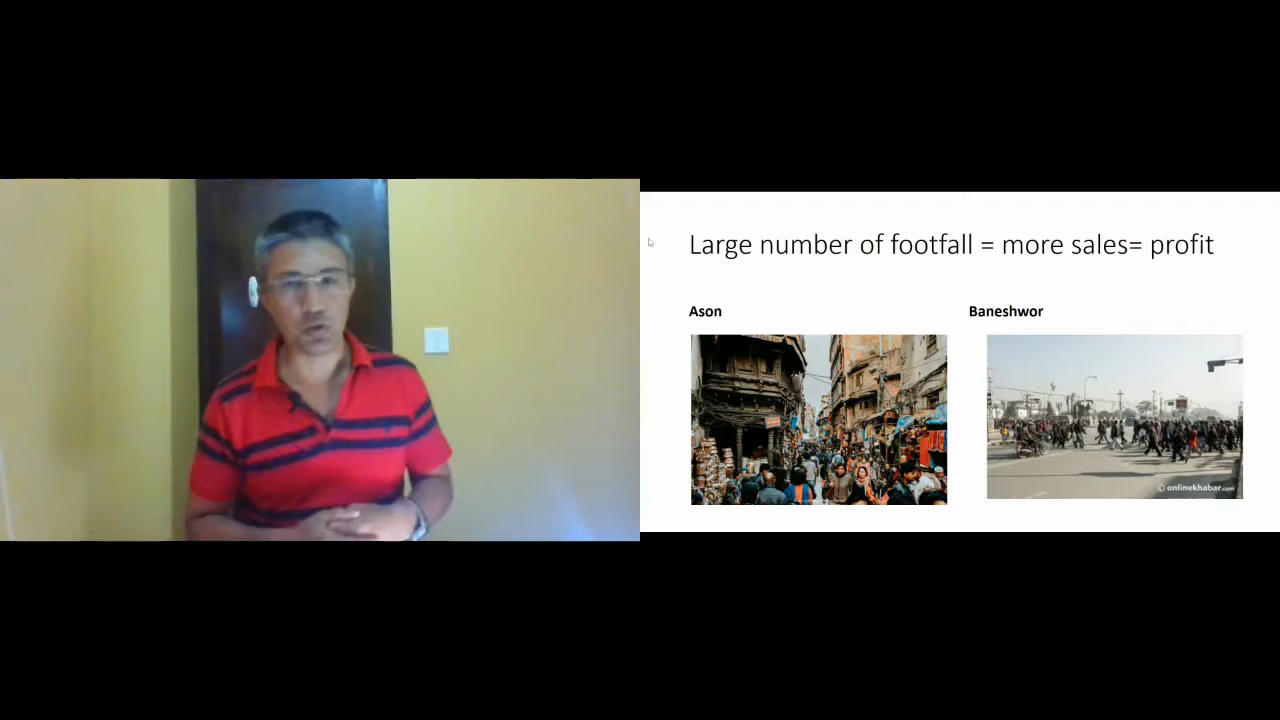 Large number of footfall = more sales= profit
Ason
Baneshwor
onlinekhabar.com